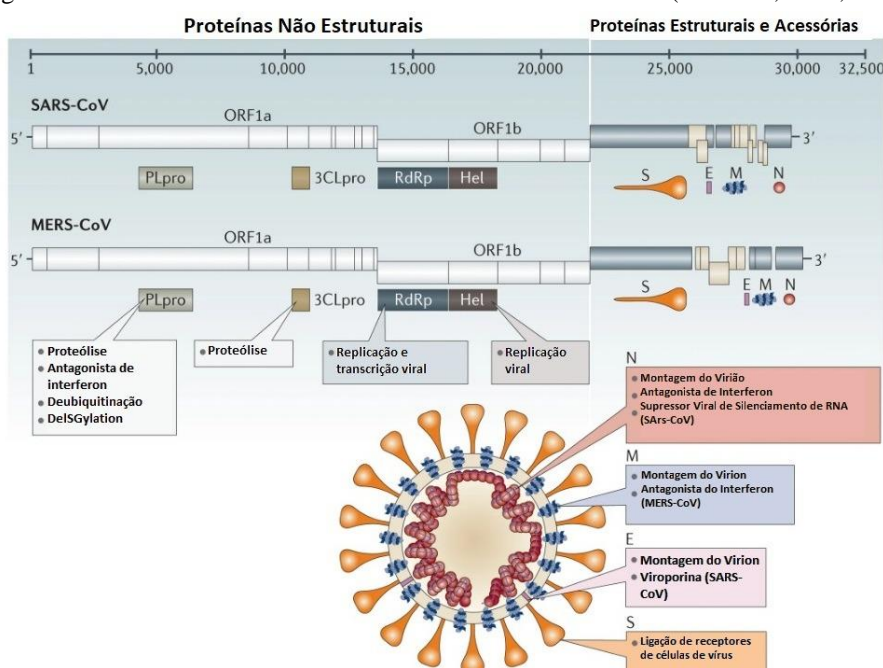 Proteínas Não Estruturais
Proteínas Estruturais e Acessórias
1 5,000 10,000 15,000 20,000 25,000 30,000 32,500
SARS-CoV
ORF1a
ORF1b
5′ 3′
PLpro 3CLpro RdRp Hel S E M N
MERS-CoV
ORF1a
ORF1b
5′ 3′
PLpro 3CLpro RdRp Hel S E M N
• Proteólise
• Antagonista de
interferon
• Deubiquitinação
• DelSGylation
• Proteólise
• Replicação e
transcrição viral
• Replicação
viral
N
• Montagem do Virião
• Antagonista de Interferon
• Supressor Viral de Silenciamento de RNA
(SArs-CoV)
M
• Montagem do Virion
• Antagonista do Interferon
(MERS-CoV)
E
• Montagem do Virion
• Viroporina (SARS-
CoV)
S
• Ligação de receptores
de células de vírus